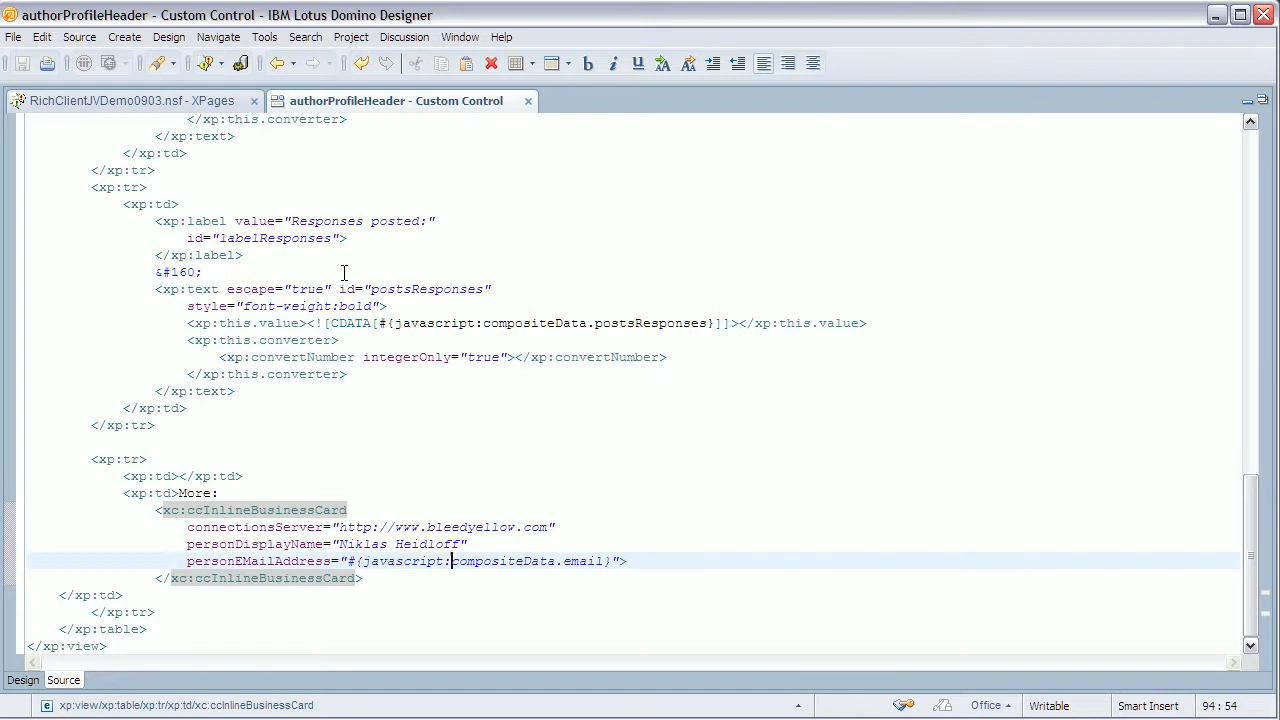 authorProfileHeader - Custom Control - IBM Lotus Domino Designer
File Edit Source Create Design Navigate Tools Search Project Discussion Window Help
RichClientJVDemo0903.nsf - XPages
authorProfileHeader - Custom Control
</xp:this.converter>
</xp:text>
</xp:td>
</xp:tr>
<xp:tr>
<xp:td>
<xp:label value="Responses posted:"
id="labelResponses">
</xp:label>
&#160;
<xp:text escape="true" id="postsResponses"
style="font-weight:bold">
<xp:this.value><![CDATA[#{javascript:compositeData.postsResponses}]]></xp:this.value>
<xp:this.converter>
<xp:convertNumber integerOnly="true"></xp:convertNumber>
</xp:this.converter>
</xp:text>
</xp:td>
</xp:tr>
<xp:tr>
<xp:td></xp:td>
<xp:td>More:
<xc:ccInlineBusinessCard
connectionsServer="http://www.bleedyellow.com"
personDisplayName="Niklas Heidloff"
personEMailAddress="#{javascript:compositeData.email}">
</xc:ccInlineBusinessCard>
</xp:td>
</xp:tr>
</xp:table>
</xp:view>
Design Source
xp:view/xp:table/xp:tr/xp:td/xc:ccInlineBusinessCard
Office
Writable
Smart Insert
94 : 54